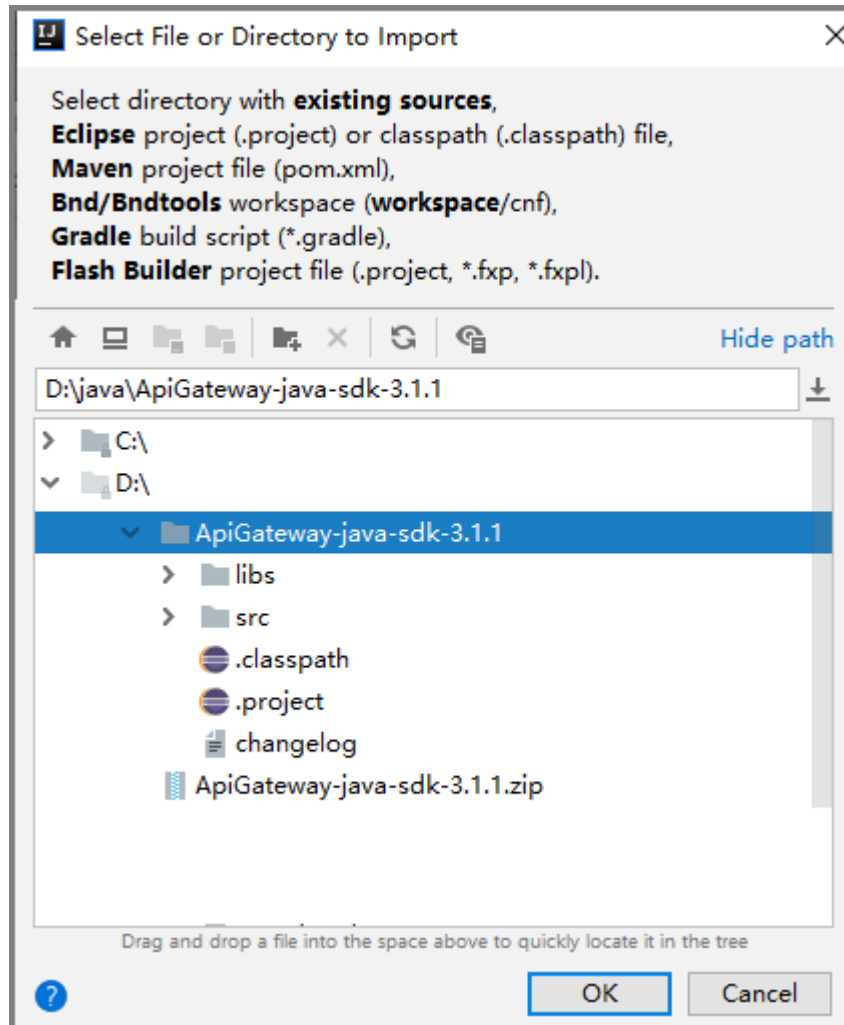 Select File or Directory to Import
Select directory with existing sources,
Eclipse project (.project) or classpath (.classpath) file,
Maven project file (pom.xml),
Bnd/Bndtools workspace (workspace/cnf),
Gradle build script (*.gradle),
Flash Builder project file (.project, *.fxp, *.fxpl).
Hide path
D:\java\ApiGateway-java-sdk-3.1.1
C:\
D:\
ApiGateway-java-sdk-3.1.1
libs
src
.classpath
.project
changelog
ApiGateway-java-sdk-3.1.1.zip
Drag and drop a file into the space above to quickly locate it in the tree
OK
Cancel